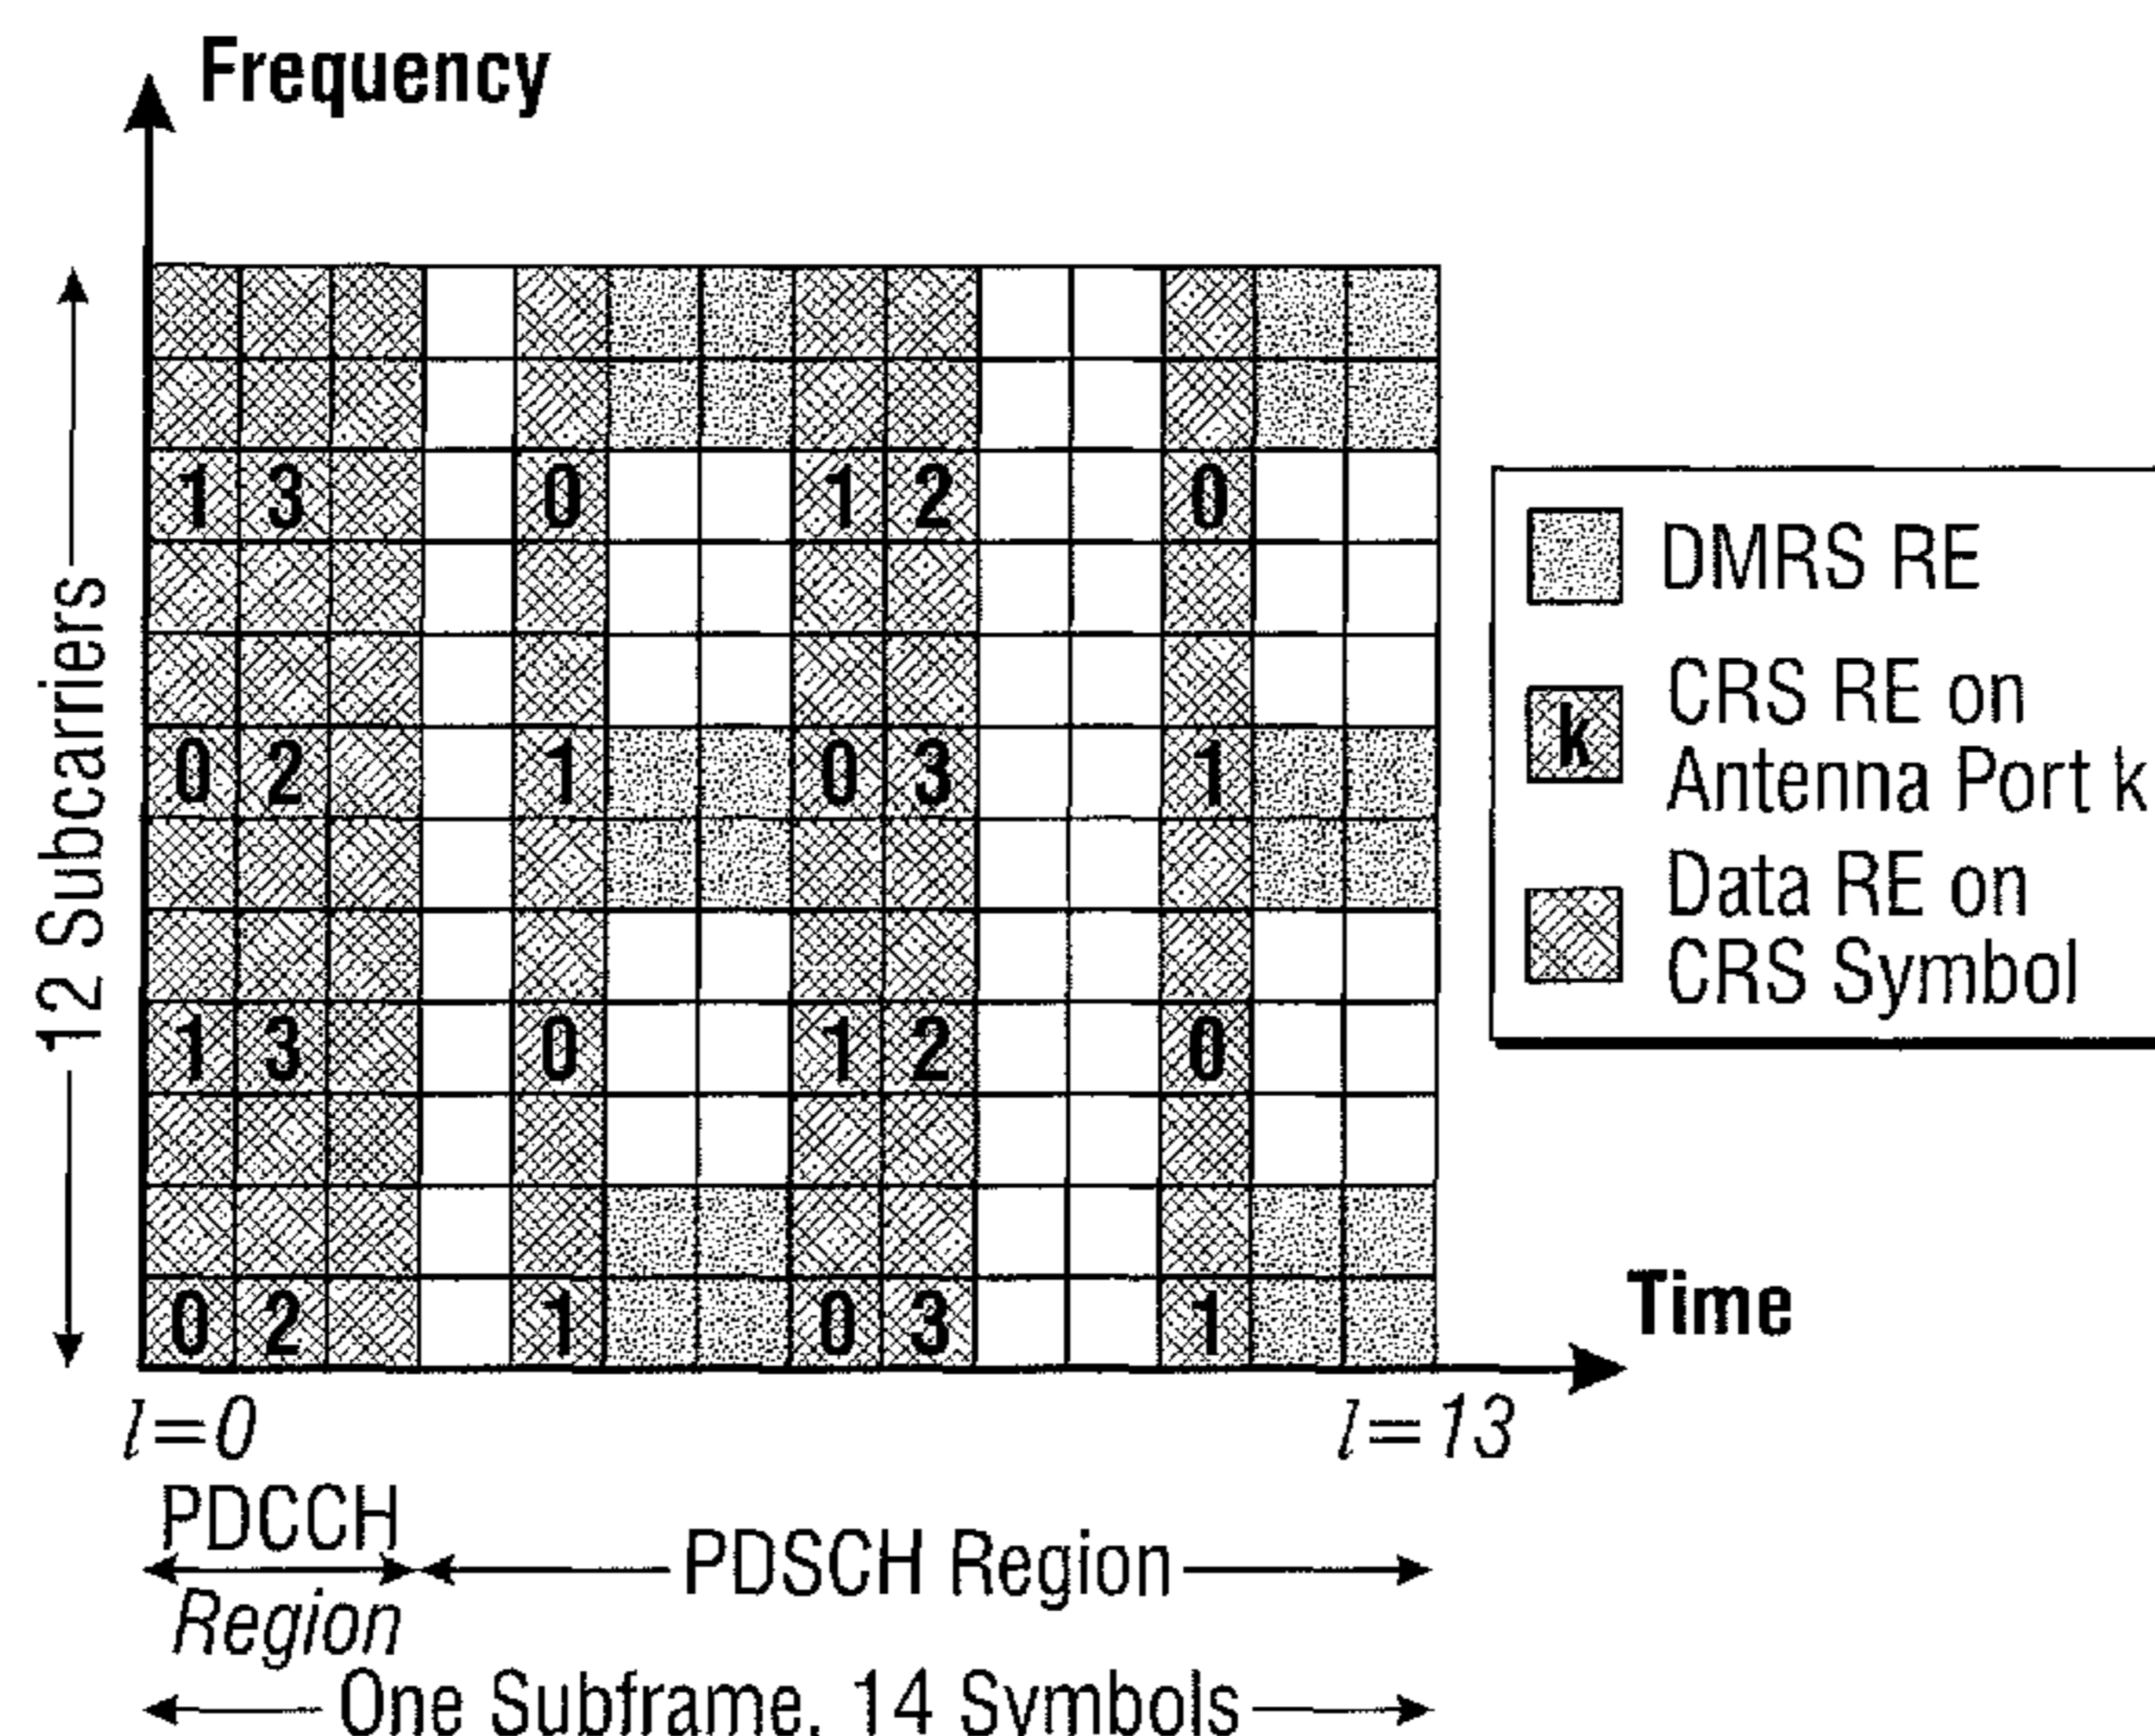 Frequency
12 Subcarriers
1 3 0 1 2 0
0 2 1 0 3 1
1 3 0 1 2 0
0 2 1 0 3 1
DMRS RE
k
CRS RE on
Antenna Port k
Data RE on
CRS Symbol
Time
l=0
l=13
PDCCH
Region
PDSCH Region
One Subframe, 14 Symbols